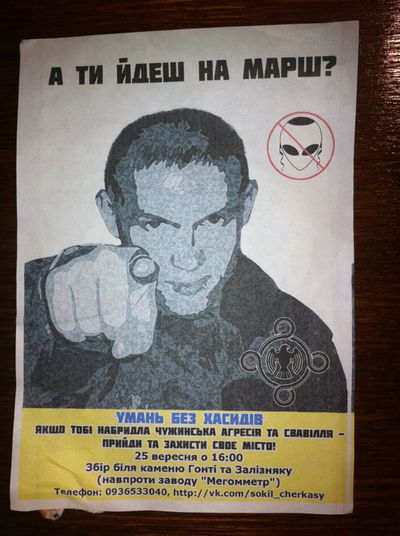 А ТИ ЙДЕШ НА МАРШ?
УМАНЬ БЕЗ ХАСИДІВ
ЯКЩО ТОБІ НАБРИДЛА ЧУЖИНСЬКА АГРЕСІЯ ТА СВАВІЛЛЯ –
ПРИЙДИ ТА ЗАХИСТИ СВОЄ МІСТО!
25 вересня о 16:00
Збір біля каменю Гонті та Залізняку
(навпроти заводу "Мегомметр")
Телефон: 0936533040, http://vk.com/sokil_cherkasy